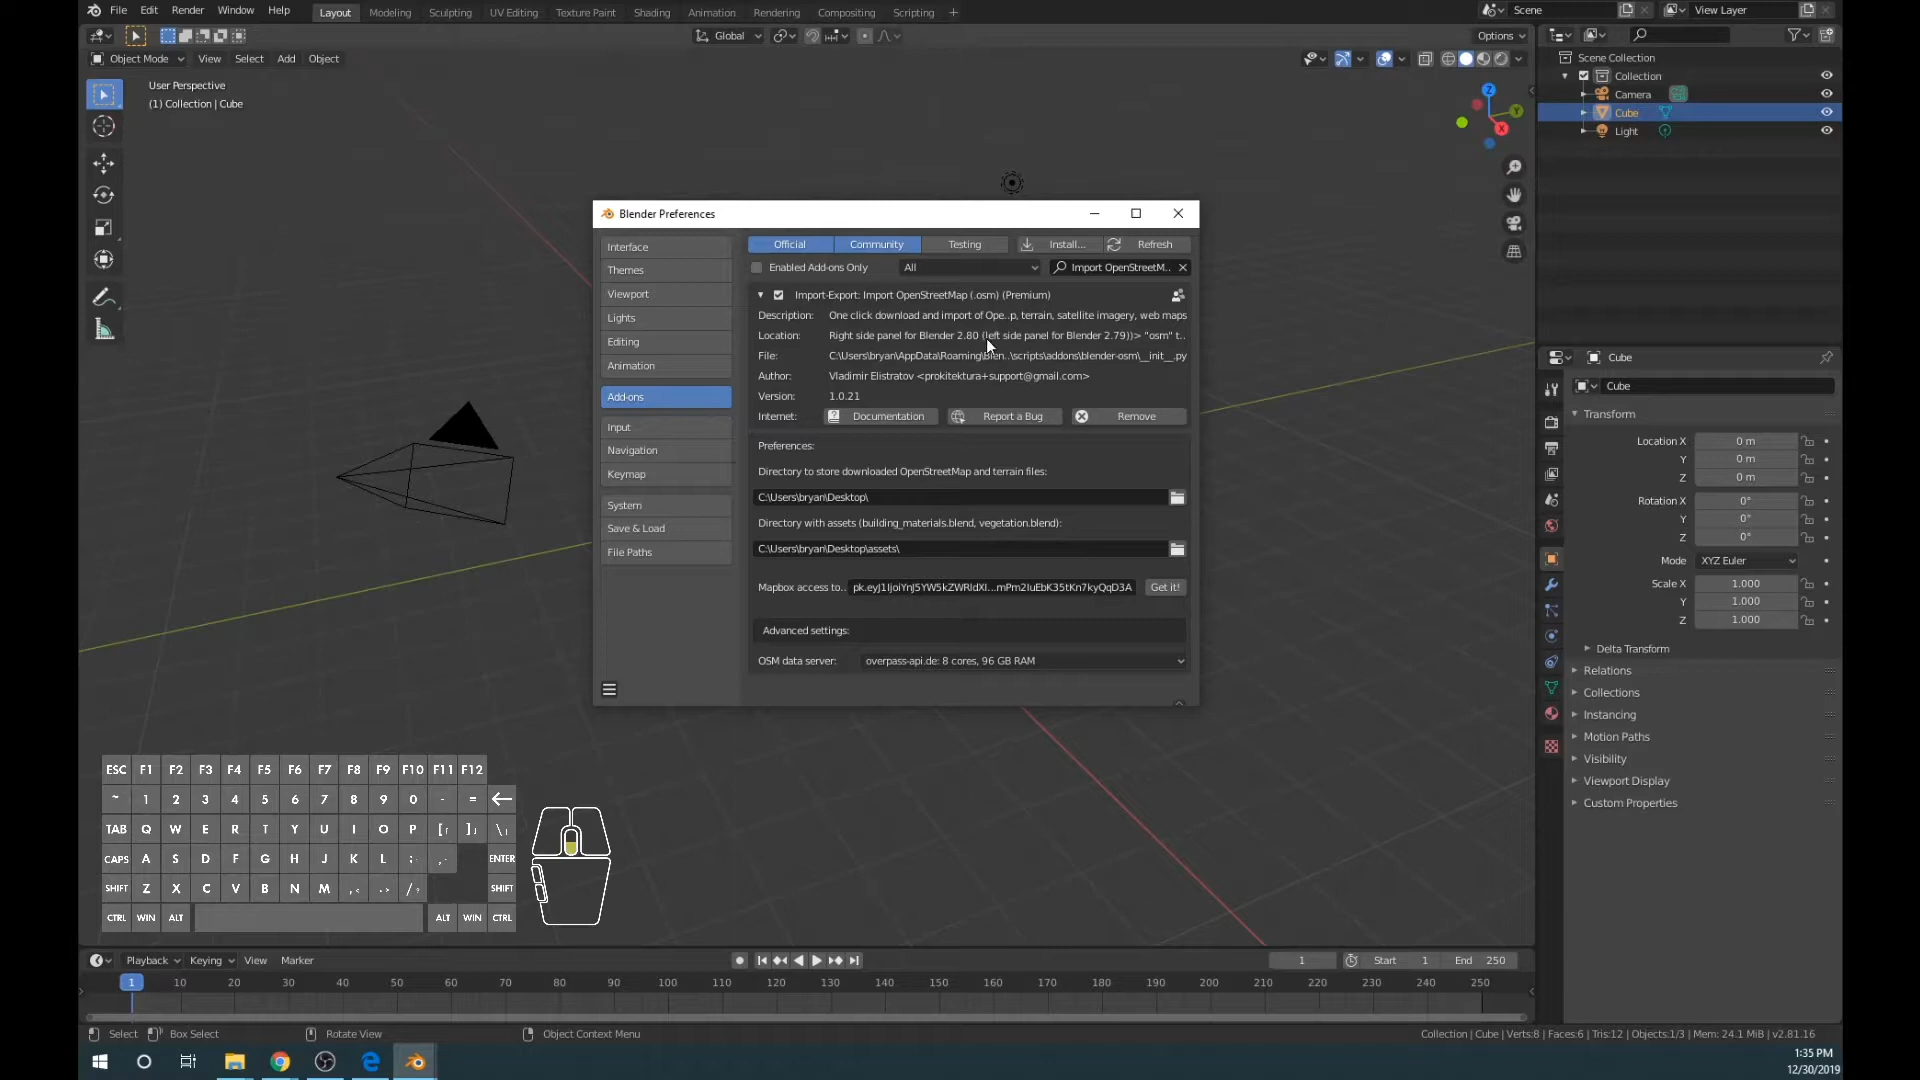 File Edit Render Window Help Layout Modeling Sculpting UV Editing Texture Paint Shading Animation Rendering Compositing Scripting + Scene View Layer
Global Options
Object Mode View Select Add Object
User Perspective
(1) Collection | Cube
Z
Y
X
Scene Collection
Collection
Camera
Cube
Light
Blender Preferences
Interface
Themes
Viewport
Lights
Editing
Animation
Add-ons
Input
Navigation
Keymap
System
Save & Load
File Paths
Official Community Testing Install... Refresh
Enabled Add-ons Only All Import OpenStreetM..
Import-Export: Import OpenStreetMap (.osm) (Premium)
Description: One click download and import of Ope..p, terrain, satellite imagery, web maps
Location: Right side panel for Blender 2.80 (left side panel for Blender 2.79))> "osm" t..
File: C:\Users\bryan\AppData\Roaming\Blen..\scripts\addons\blender-osm\__init__.py
Author: Vladimir Elistratov <prokitektura+support@gmail.com>
Version: 1.0.21
Internet: Documentation Report a Bug Remove
Preferences:
Directory to store downloaded OpenStreetMap and terrain files:
C:\Users\bryan\Desktop\
Directory with assets (building_materials.blend, vegetation.blend):
C:\Users\bryan\Desktop\assets\
Mapbox access to.. Get it!
Advanced settings:
OSM data server: overpass-api.de: 8 cores, 96 GB RAM
Cube
Cube
Transform
Location X 0 m
Y 0 m
Z 0 m
Rotation X 0°
Y 0°
Z 0°
Mode XYZ Euler
Scale X 1.000
Y 1.000
Z 1.000
Delta Transform
Relations
Collections
Instancing
Motion Paths
Visibility
Viewport Display
Custom Properties
ESC F1 F2 F3 F4 F5 F6 F7 F8 F9 F10 F11 F12
~ 1 2 3 4 5 6 7 8 9 0 - =
TAB Q W E R T Y U I O P [ ] \
CAPS A S D F G H J K L ; ENTER
SHIFT Z X C V B N M , . / SHIFT
CTRL WIN ALT ALT WIN CTRL
Playback Keying View Marker 1 Start 1 End 250
1 10 20 30 40 50 60 70 80 90 100 110 120 130 140 150 160 170 180 190 200 210 220 230 240 250
Select Box Select Rotate View Object Context Menu Collection | Cube | Verts:8 | Faces:6 | Tris:12 | Objects:1/3 | Mem: 24.1 MiB | v2.81.16
1:35 PM
12/30/2019